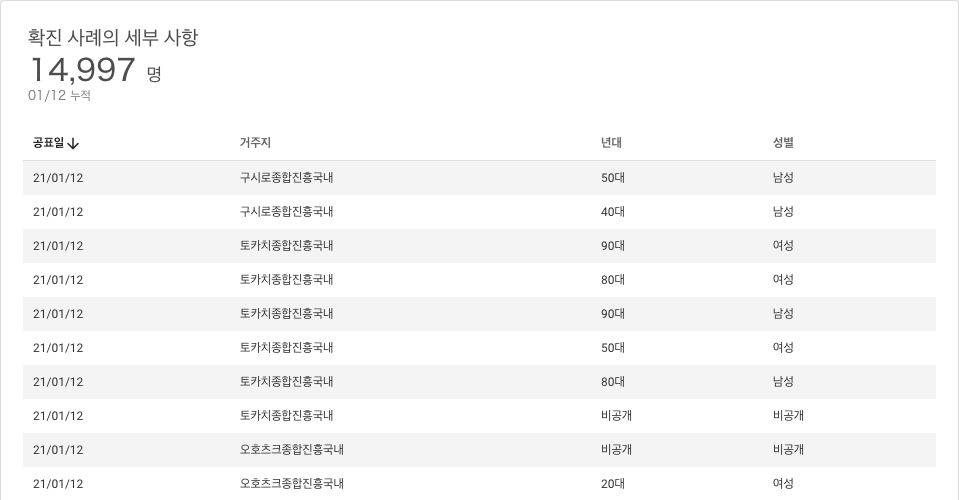 확진 사례의 세부 사항
14,997 명
01/12 누적
공표일↓ 거주지 년대 성별
21/01/12 구시로종합진흥국내 50대 남성
21/01/12 구시로종합진흥국내 40대 남성
21/01/12 토카치종합진흥국내 90대 여성
21/01/12 토카치종합진흥국내 80대 여성
21/01/12 토카치종합진흥국내 90대 남성
21/01/12 토카치종합진흥국내 50대 여성
21/01/12 토카치종합진흥국내 80대 남성
21/01/12 토카치종합진흥국내 비공개 비공개
21/01/12 오호츠크종합진흥국내 비공개 비공개
21/01/12 오호츠크종합진흥국내 20대 여성